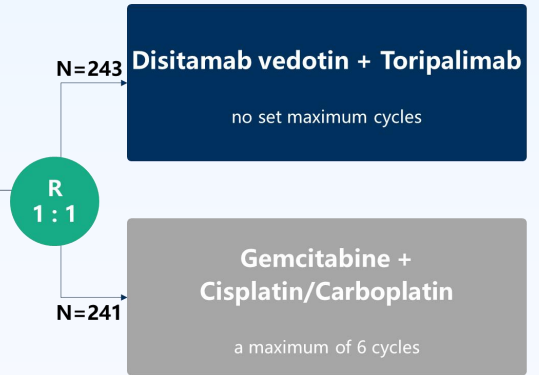 N=243
Disitamab vedotin + Toripalimab
no set maximum cycles
R
1 : 1
Gemcitabine +
Cisplatin/Carboplatin
N=241
a maximum of 6 cycles